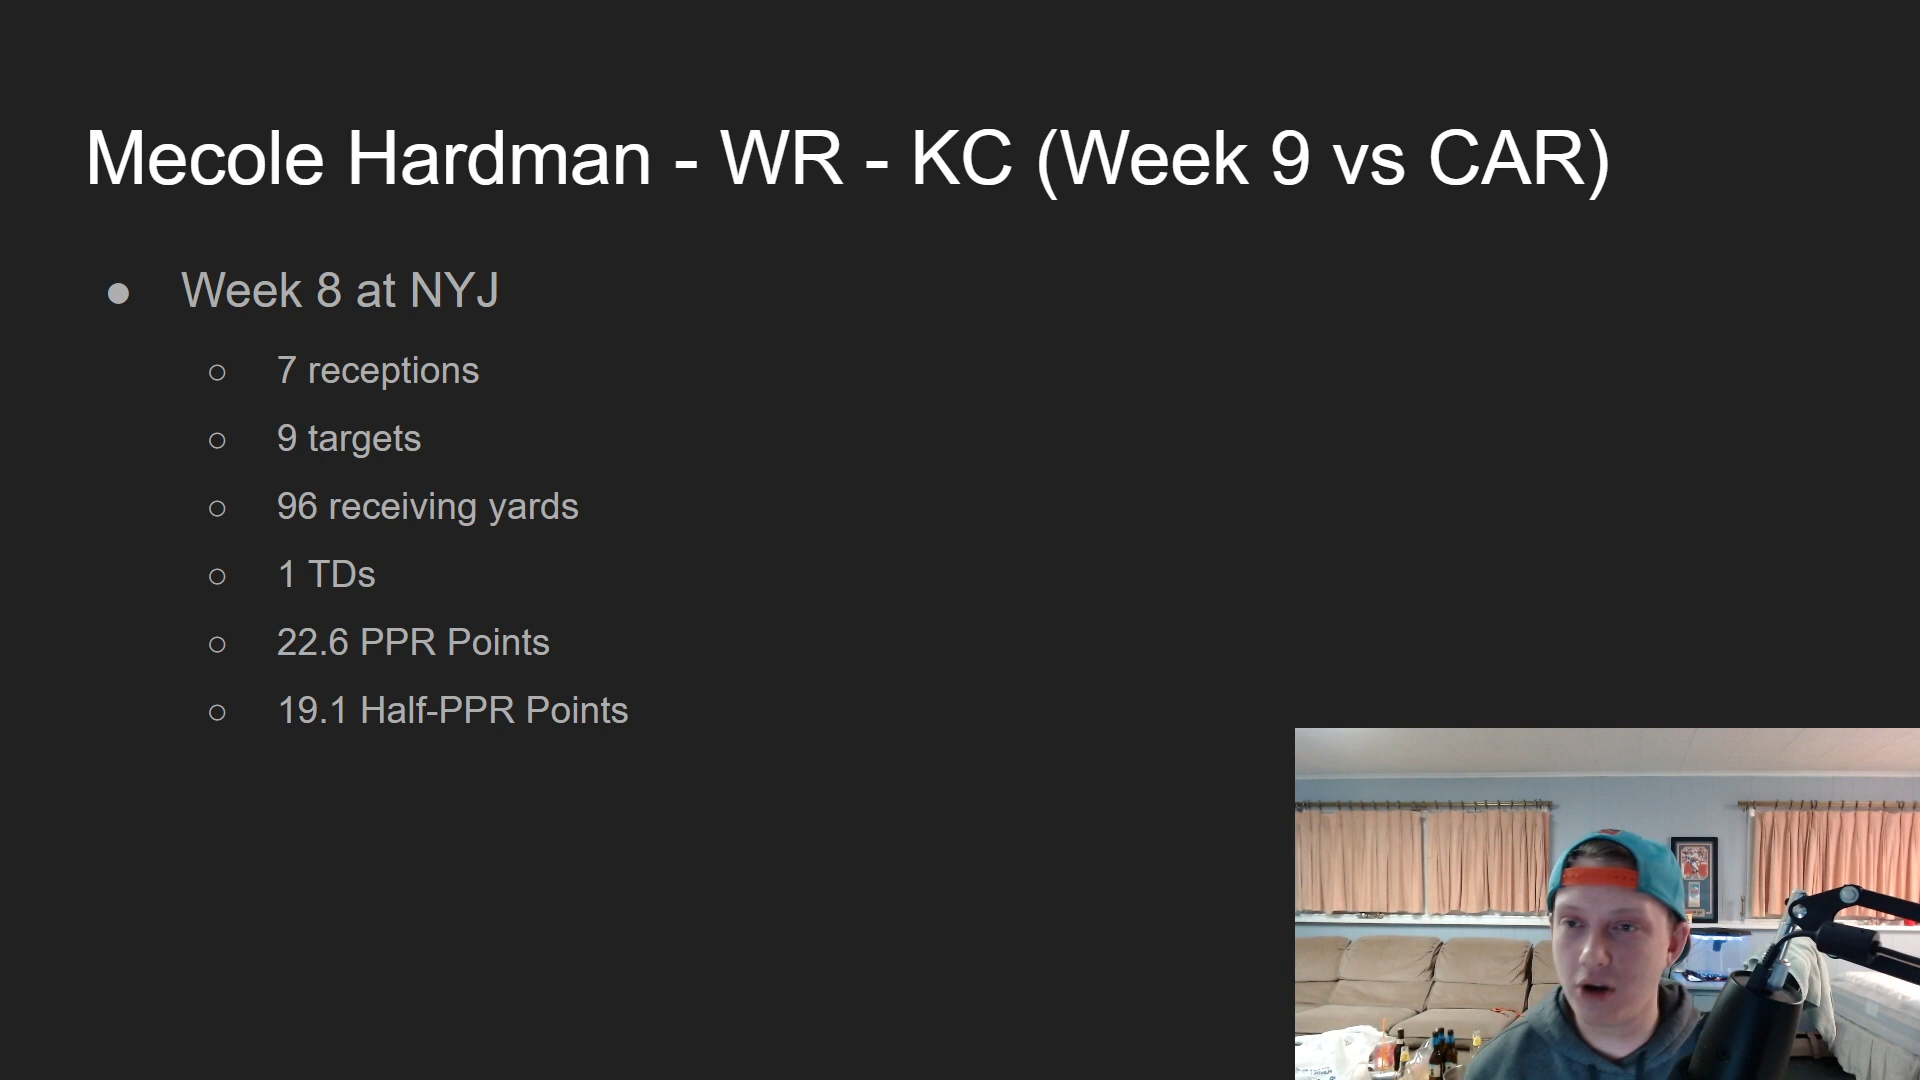 Mecole Hardman - WR - KC (Week 9 vs CAR)
Week 8 at NYJ
7 receptions
9 targets
96 receiving yards
1 TDs
22.6 PPR Points
19.1 Half-PPR Points